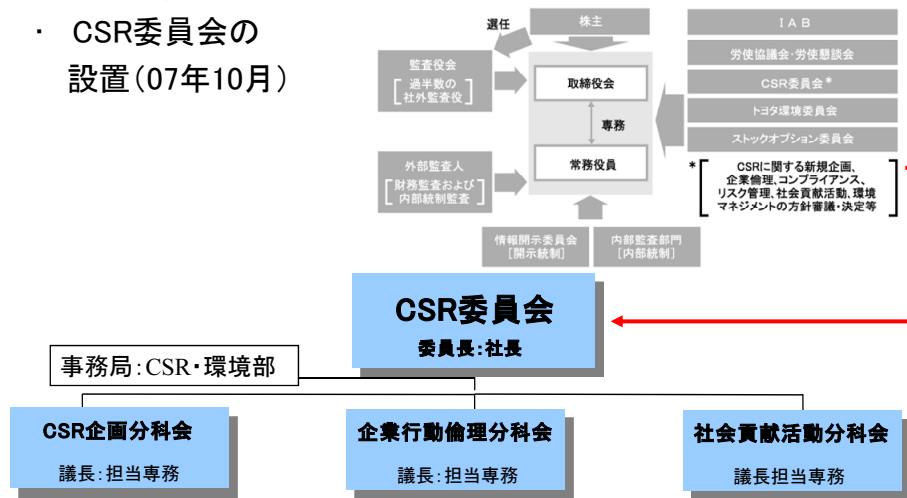 ・ CSR委員会の
設置(07年10月)
選任
株主
監査役会
過半数の
社外監査役
取締役会
専務
常務役員
外部監査人
財務監査および
内部統制監査
情報開示委員会
[開示統制]
内部監査部門
[内部統制]
IAB
労使協議会・労使懇談会
CSR委員会*
トヨタ環境委員会
ストックオプション委員会
* CSRに関する新規企画、
企業倫理、コンプライアンス、
リスク管理、社会貢献活動、環境
マネジメントの方針審議・決定等
CSR委員会
委員長:社長
事務局:CSR・環境部
CSR企画分科会
議長:担当専務
企業行動倫理分科会
議長:担当専務
社会貢献活動分科会
議長担当専務